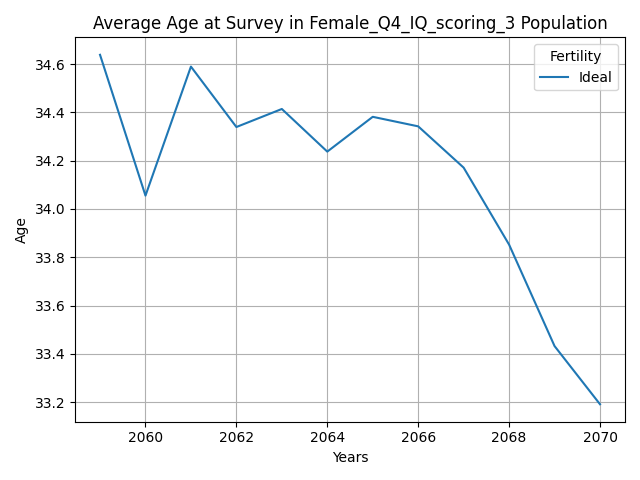 Average Age at Survey in Female_Q4_IQ_scoring_3 Population
Fertility
Ideal
34.6
34.4
34.2
34.0
33.8
33.6
33.4
33.2
Age
2060 2062 2064 2066 2068 2070
Years